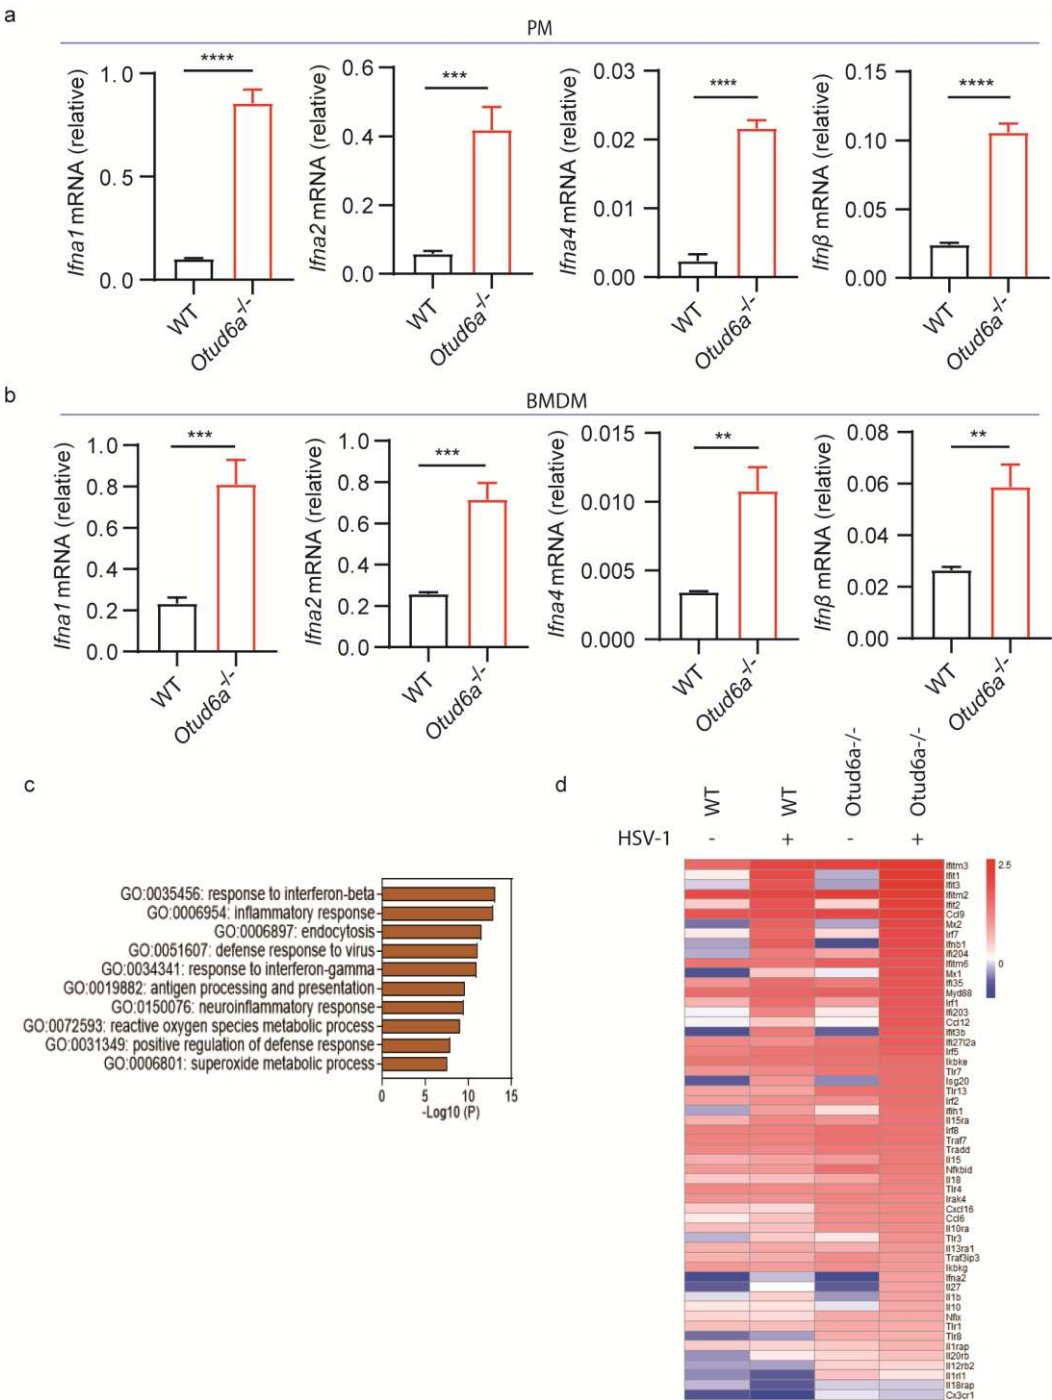 a
PM
Ifna1 mRNA (relative)
1.0
0.5
0.0
****
WT
Otud6a-/-
Ifna2 mRNA (relative)
0.6
0.4
0.2
0.0
***
WT
Otud6a-/-
Ifna4 mRNA (relative)
0.03
0.02
0.01
0.00
****
WT
Otud6a-/-
Ifnβ mRNA (relative)
0.15
0.10
0.05
0.00
****
WT
Otud6a-/-
b
BMDM
Ifna1 mRNA (relative)
1.0
0.8
0.6
0.4
0.2
0.0
***
WT
Otud6a-/-
Ifna2 mRNA (relative)
1.0
0.8
0.6
0.4
0.2
0.0
***
WT
Otud6a-/-
Ifna4 mRNA (relative)
0.015
0.010
0.005
0.000
**
WT
Otud6a-/-
Ifnβ mRNA (relative)
0.08
0.06
0.04
0.02
0.00
**
WT
Otud6a-/-
c
GO:0035456: response to interferon-beta
GO:0006954: inflammatory response
GO:0006897: endocytosis
GO:0051607: defense response to virus
GO:0034341: response to interferon-gamma
GO:0019882: antigen processing and presentation
GO:0150076: neuroinflammatory response
GO:0072593: reactive oxygen species metabolic process
GO:0031349: positive regulation of defense response
GO:0006801: superoxide metabolic process
0 5 10 15
-Log10 (P)
d
WT WT Otud6a-/- Otud6a-/-
HSV-1 - + - +
2.5
0
Ifitm3
Ifit1
Ifit3
Ifitm2
Ifit2
Ccl9
Mx2
Irf7
Ifnb1
Ifi204
Ifitm6
Mx1
Ifi35
Myd88
Irf1
Ifi203
Ccl12
Ifit3b
Ifi27l2a
Irf5
Ikbke
Tlr7
Isg20
Tlr13
Irf2
Ifih1
Il15ra
Irf8
Traf7
Tradd
Il15
Nfkbid
Il18
Tlr4
Irak4
Cxcl16
Ccl6
Il10ra
Tlr3
Il13ra1
Traf3ip3
Ikbkg
Ifna2
Il27
Il1b
Il10
Nfix
Tlr1
Tlr8
Il1rap
Il20rb
Il12rb2
Il1rl1
Il18rap
Cx3cr1